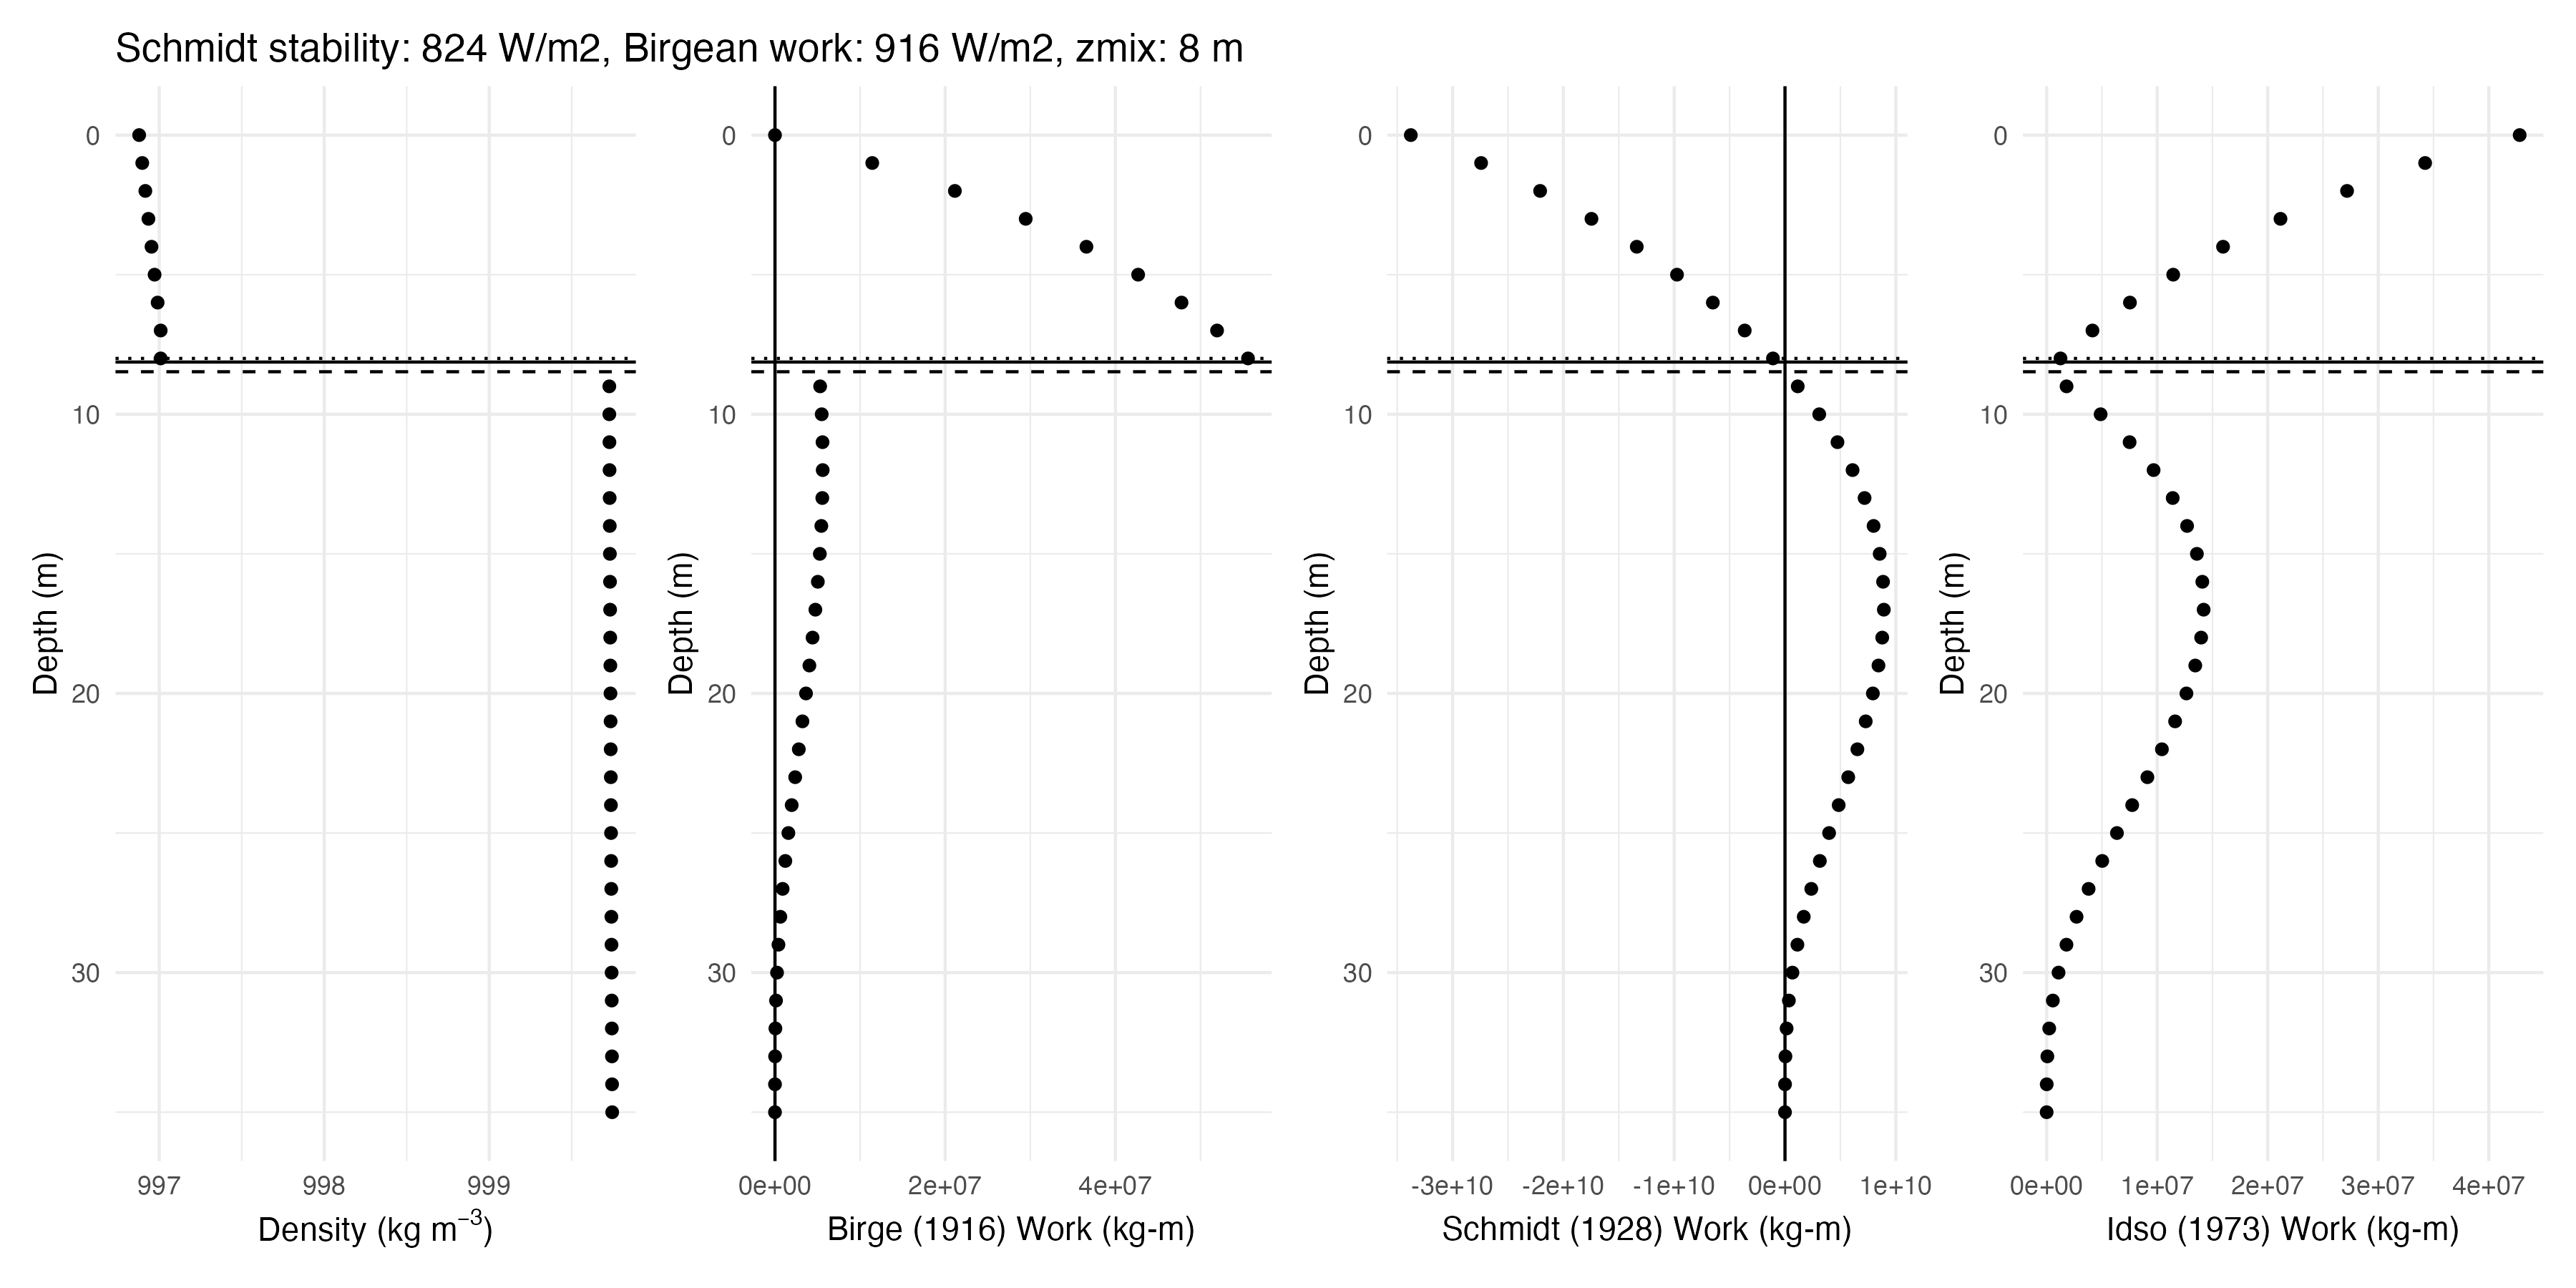 Schmidt stability: 824 W/m2, Birgean work: 916 W/m2, zmix: 8 m
0
10
20
30
Depth (m)
997 998 999
Density (kg m⁻³)
0
10
20
30
Depth (m)
0e+00 2e+07 4e+07
Birge (1916) Work (kg-m)
0
10
20
30
Depth (m)
-3e+10 -2e+10 -1e+10 0e+00 1e+10
Schmidt (1928) Work (kg-m)
0
10
20
30
Depth (m)
0e+00 1e+07 2e+07 3e+07 4e+07
Idso (1973) Work (kg-m)